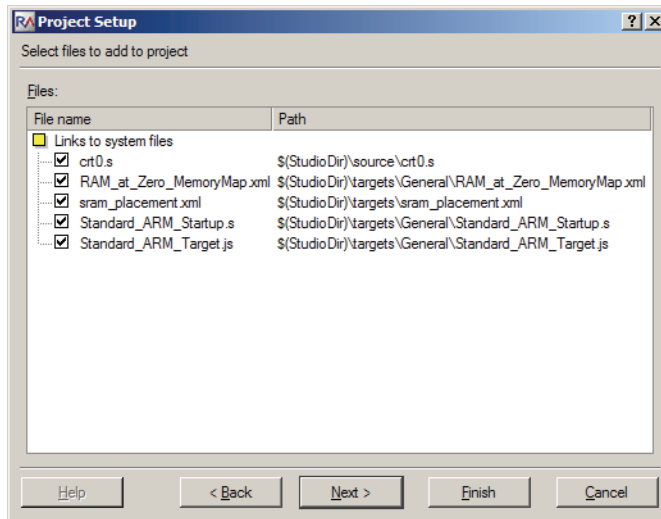 RA Project Setup
Select files to add to project
Files:
File name Path
Links to system files
crt0.s $(StudioDir)\source\crt0.s
RAM_at_Zero_MemoryMap.xml $(StudioDir)\targets\General\RAM_at_Zero_MemoryMap.xml
sram_placement.xml $(StudioDir)\targets\sram_placement.xml
Standard_ARM_Startup.s $(StudioDir)\targets\General\Standard_ARM_Startup.s
Standard_ARM_Target.js $(StudioDir)\targets\General\Standard_ARM_Target.js
Help < Back Next > Finish Cancel